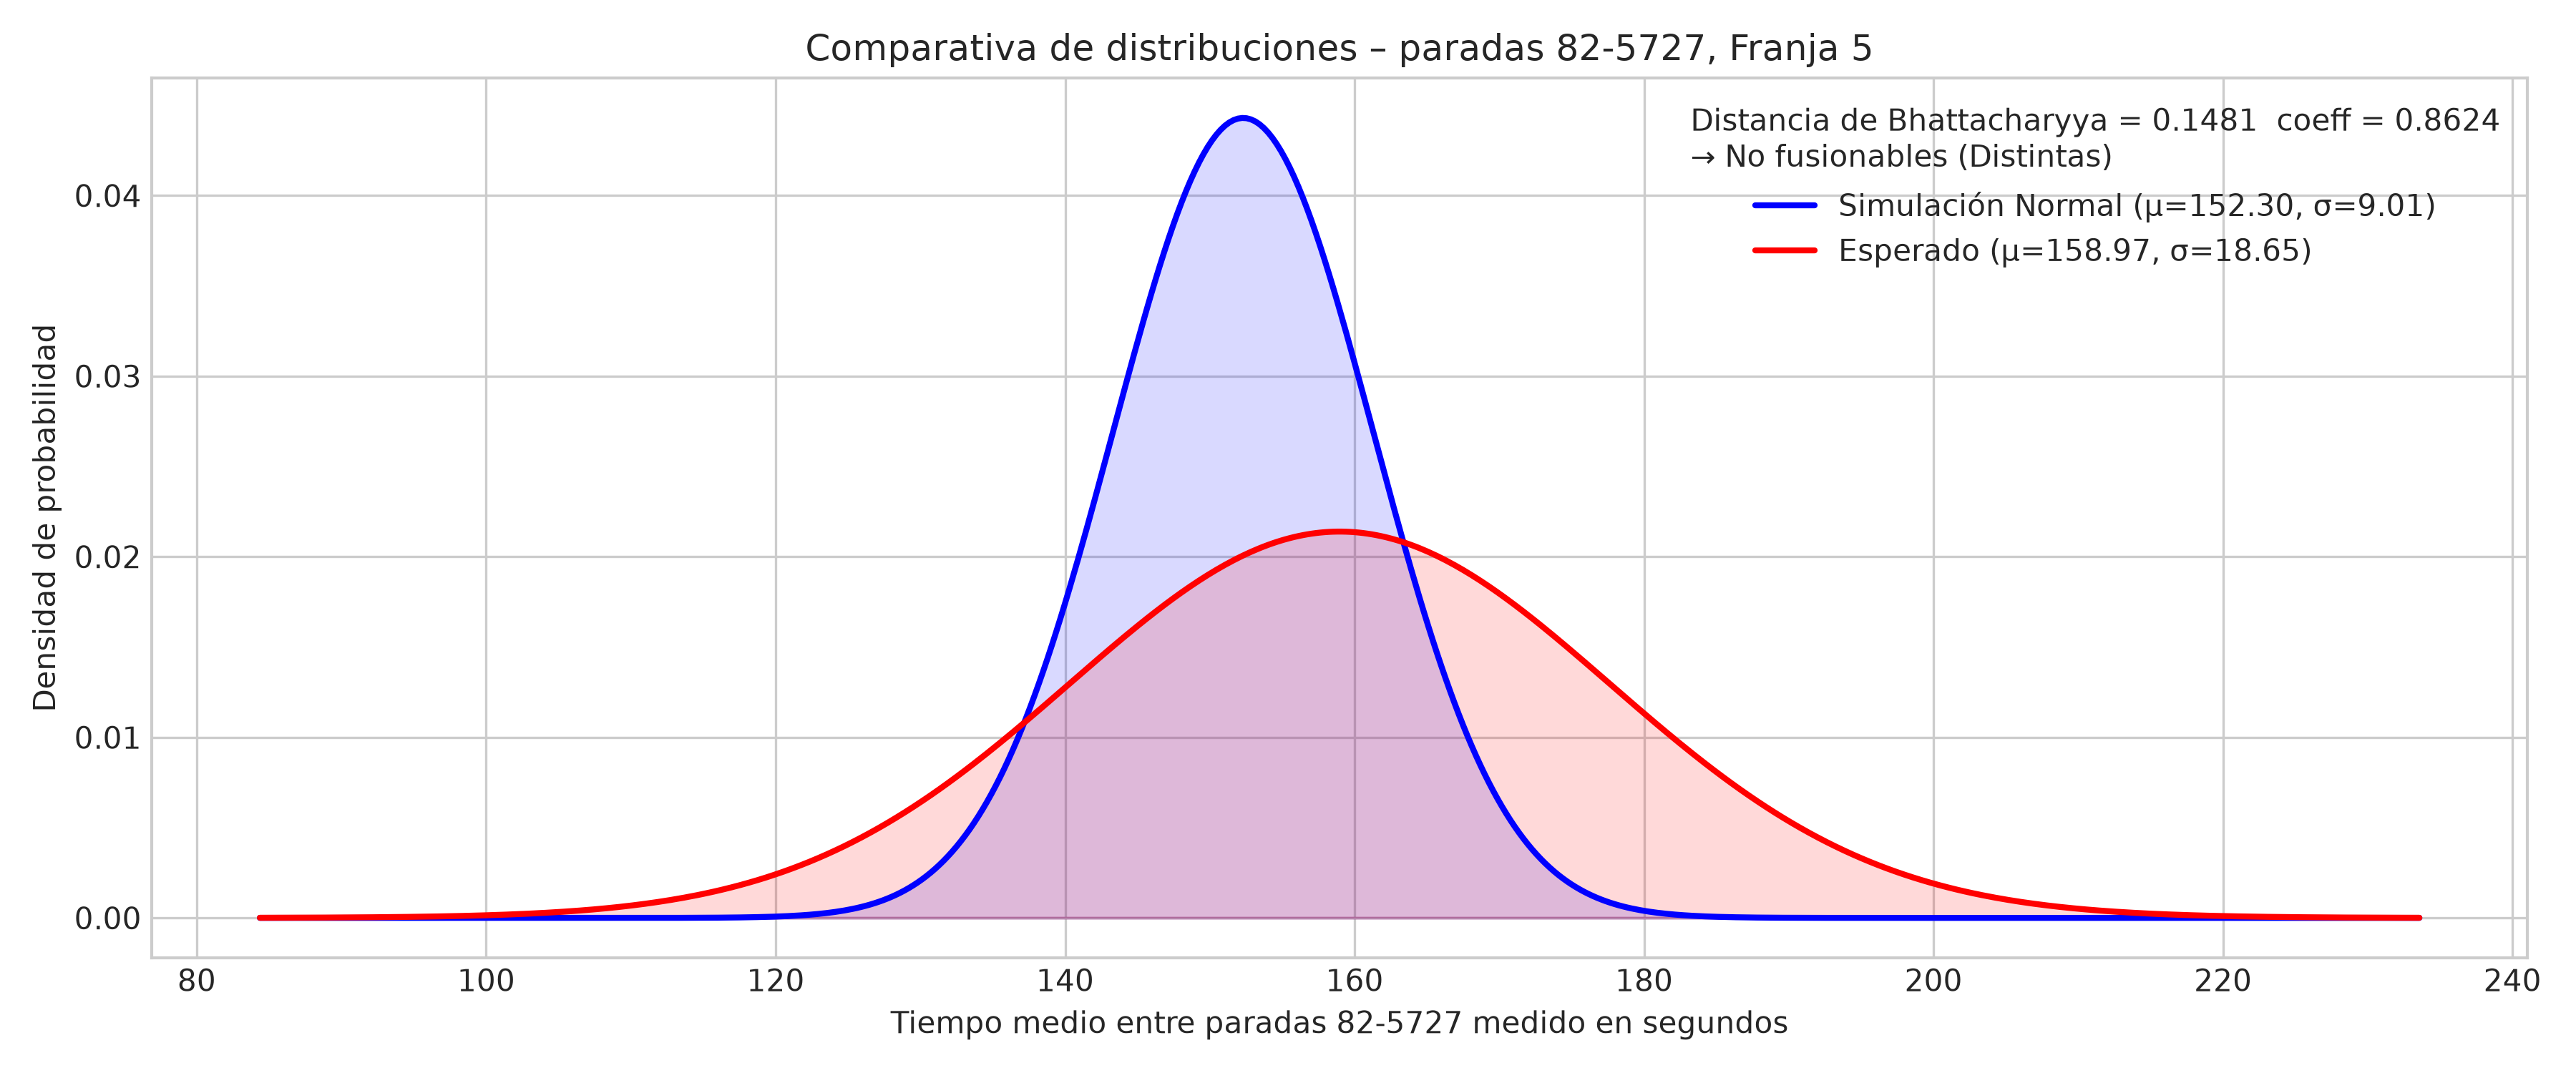 Comparativa de distribuciones – paradas 82-5727, Franja 5
Distancia de Bhattacharyya = 0.1481  coeff = 0.8624
→ No fusionables (Distintas)
Simulación Normal (μ=152.30, σ=9.01)
Esperado (μ=158.97, σ=18.65)
Densidad de probabilidad
0.04
0.03
0.02
0.01
0.00
80 100 120 140 160 180 200 220 240
Tiempo medio entre paradas 82-5727 medido en segundos